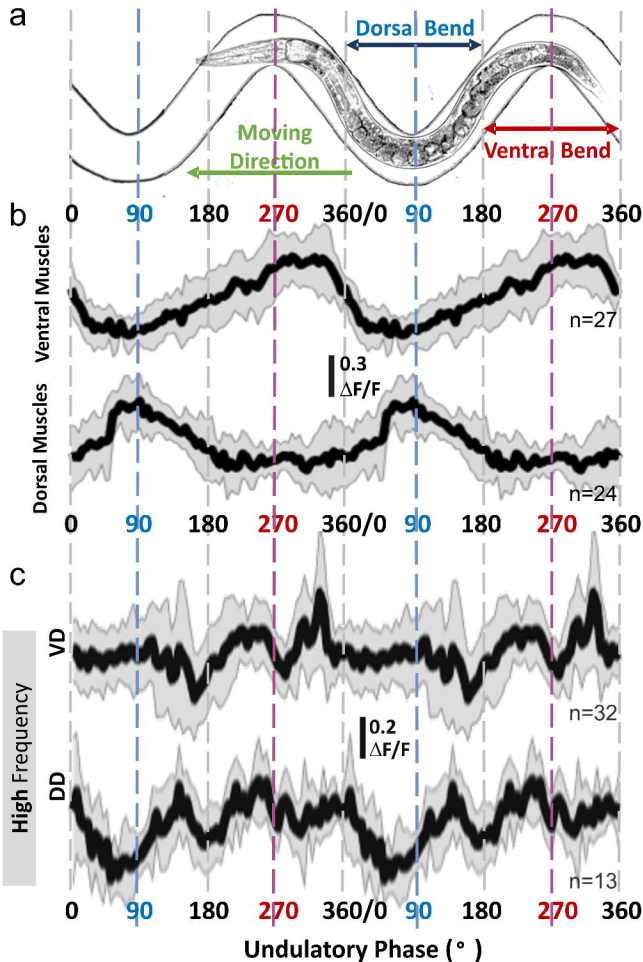 a
Dorsal Bend
Moving
Direction
Ventral Bend
0 90 180 270 360/0 90 180 270 360
b
Ventral Muscles
n=27
0.3
ΔF/F
Dorsal Muscles
n=24
0 90 180 270 360/0 90 180 270 360
c
High Frequency
VD
n=32
0.2
ΔF/F
DD
n=13
0 90 180 270 360/0 90 180 270 360
Undulatory Phase (°)